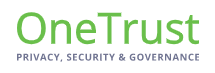 OneTrust
PRIVACY, SECURITY & GOVERNANCE